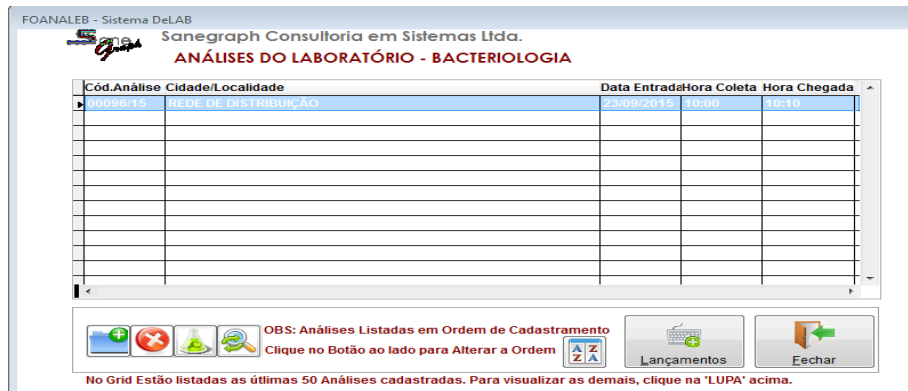 FOANALEB - Sistema DeLAB
Sane Graph
Sanegraph Consultoria em Sistemas Ltda.
ANÁLISES DO LABORATÓRIO - BACTERIOLOGIA
Cód.Análise Cidade/Localidade Data Entrada Hora Coleta Hora Chegada
00096/15 REDE DE DISTRIBUIÇÃO 23/09/2015 10:00 10:10
OBS: Análises Listadas em Ordem de Cadastramento
Clique no Botão ao lado para Alterar a Ordem
A Z
Z A
Lançamentos
Fechar
No Grid Estão listadas as útlimas 50 Análises cadastradas. Para visualizar as demais, clique na 'LUPA' acima.